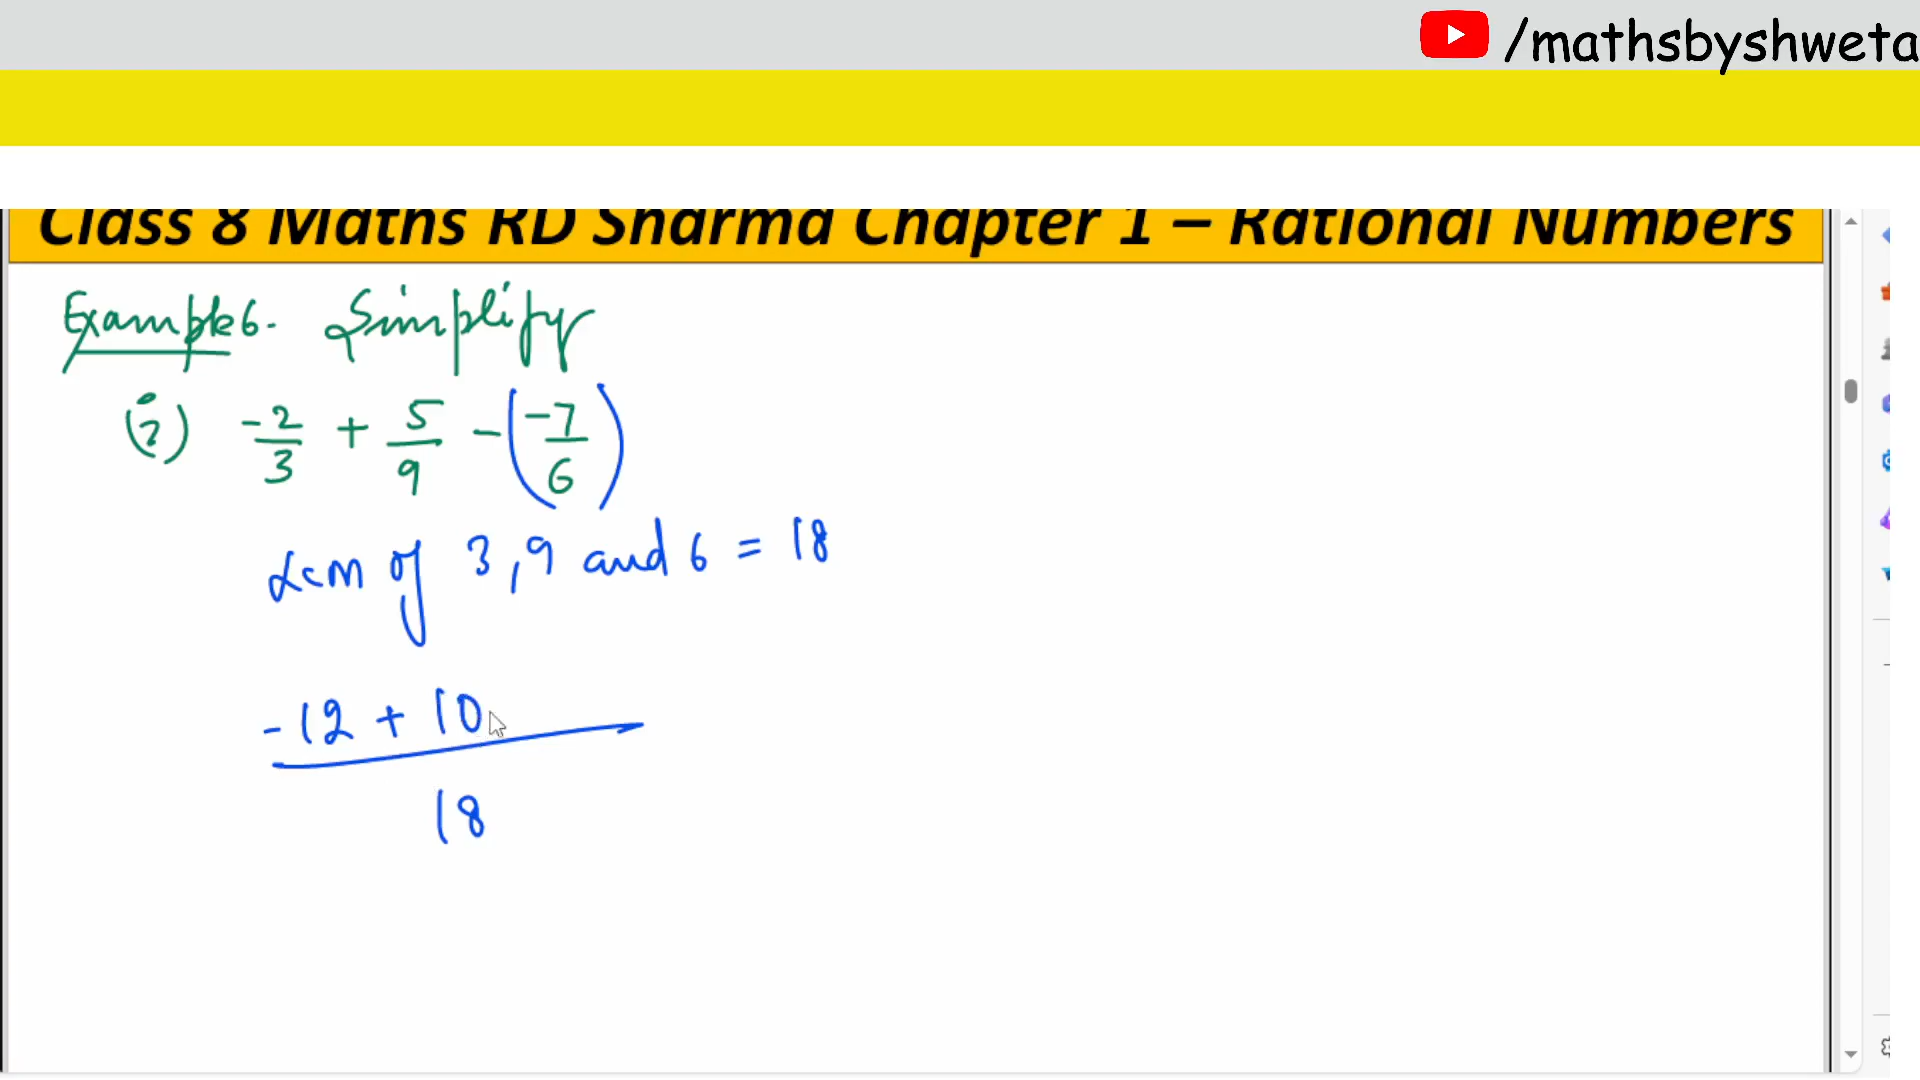 /mathsbyshweta
Class 8 Maths RD Sharma Chapter 1 – Rational Numbers
Example 6. Simplify
(i) -2/3 + 5/9 - (-7/6)
LCM of 3, 9 and 6 = 18
-12 + 10
18